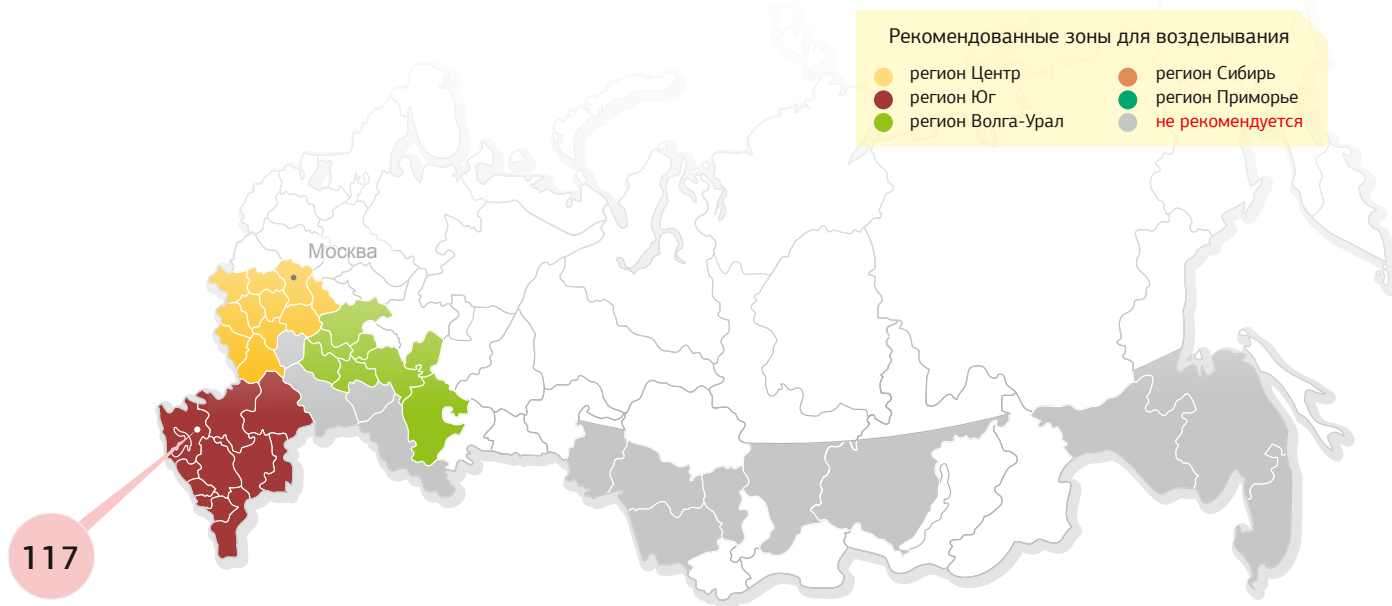 Рекомендованные зоны для возделывания
регион Центр
регион Юг
регион Волга-Урал
регион Сибирь
регион Приморье
не рекомендуется
Москва
117